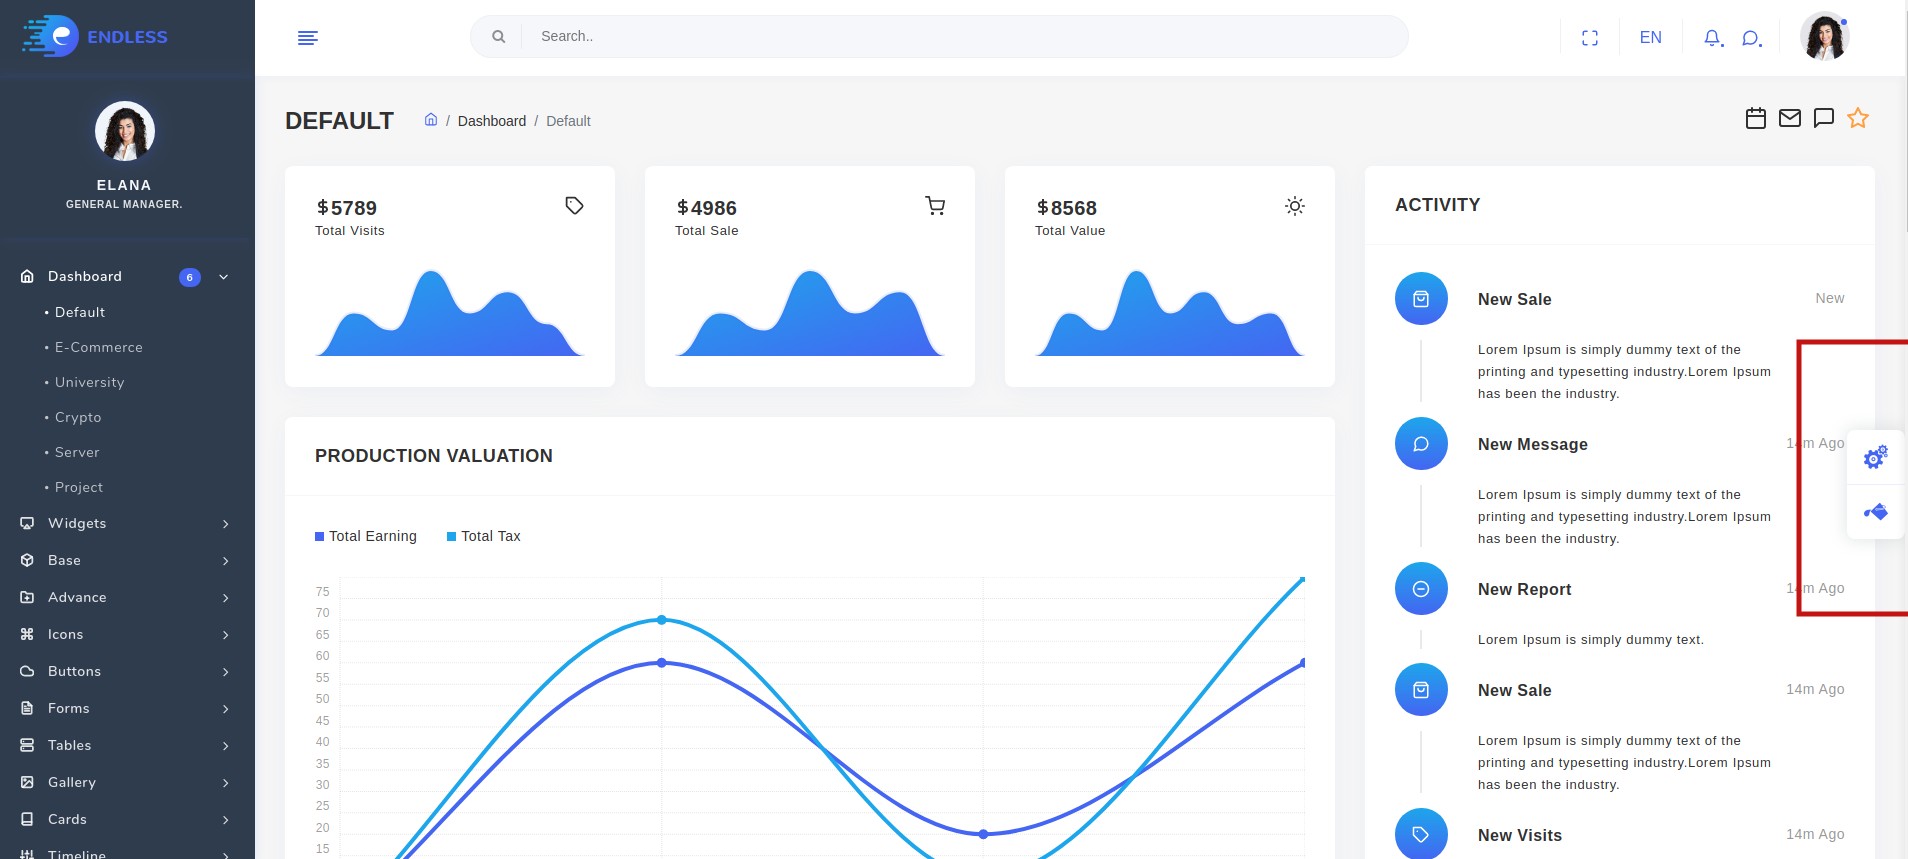 ENDLESS
Search..
EN
ELANA
GENERAL MANAGER.
Dashboard 6
• Default
• E-Commerce
• University
• Crypto
• Server
• Project
Widgets
Base
Advance
Icons
Buttons
Forms
Tables
Gallery
Cards
Timeline
DEFAULT
/ Dashboard / Default
$5789
Total Visits
$4986
Total Sale
$8568
Total Value
PRODUCTION VALUATION
Total Earning Total Tax
75
70
65
60
55
50
45
40
35
30
25
20
15
ACTIVITY
New Sale New
Lorem Ipsum is simply dummy text of the
printing and typesetting industry.Lorem Ipsum
has been the industry.
New Message 14m Ago
Lorem Ipsum is simply dummy text of the
printing and typesetting industry.Lorem Ipsum
has been the industry.
New Report 14m Ago
Lorem Ipsum is simply dummy text.
New Sale 14m Ago
Lorem Ipsum is simply dummy text of the
printing and typesetting industry.Lorem Ipsum
has been the industry.
New Visits 14m Ago